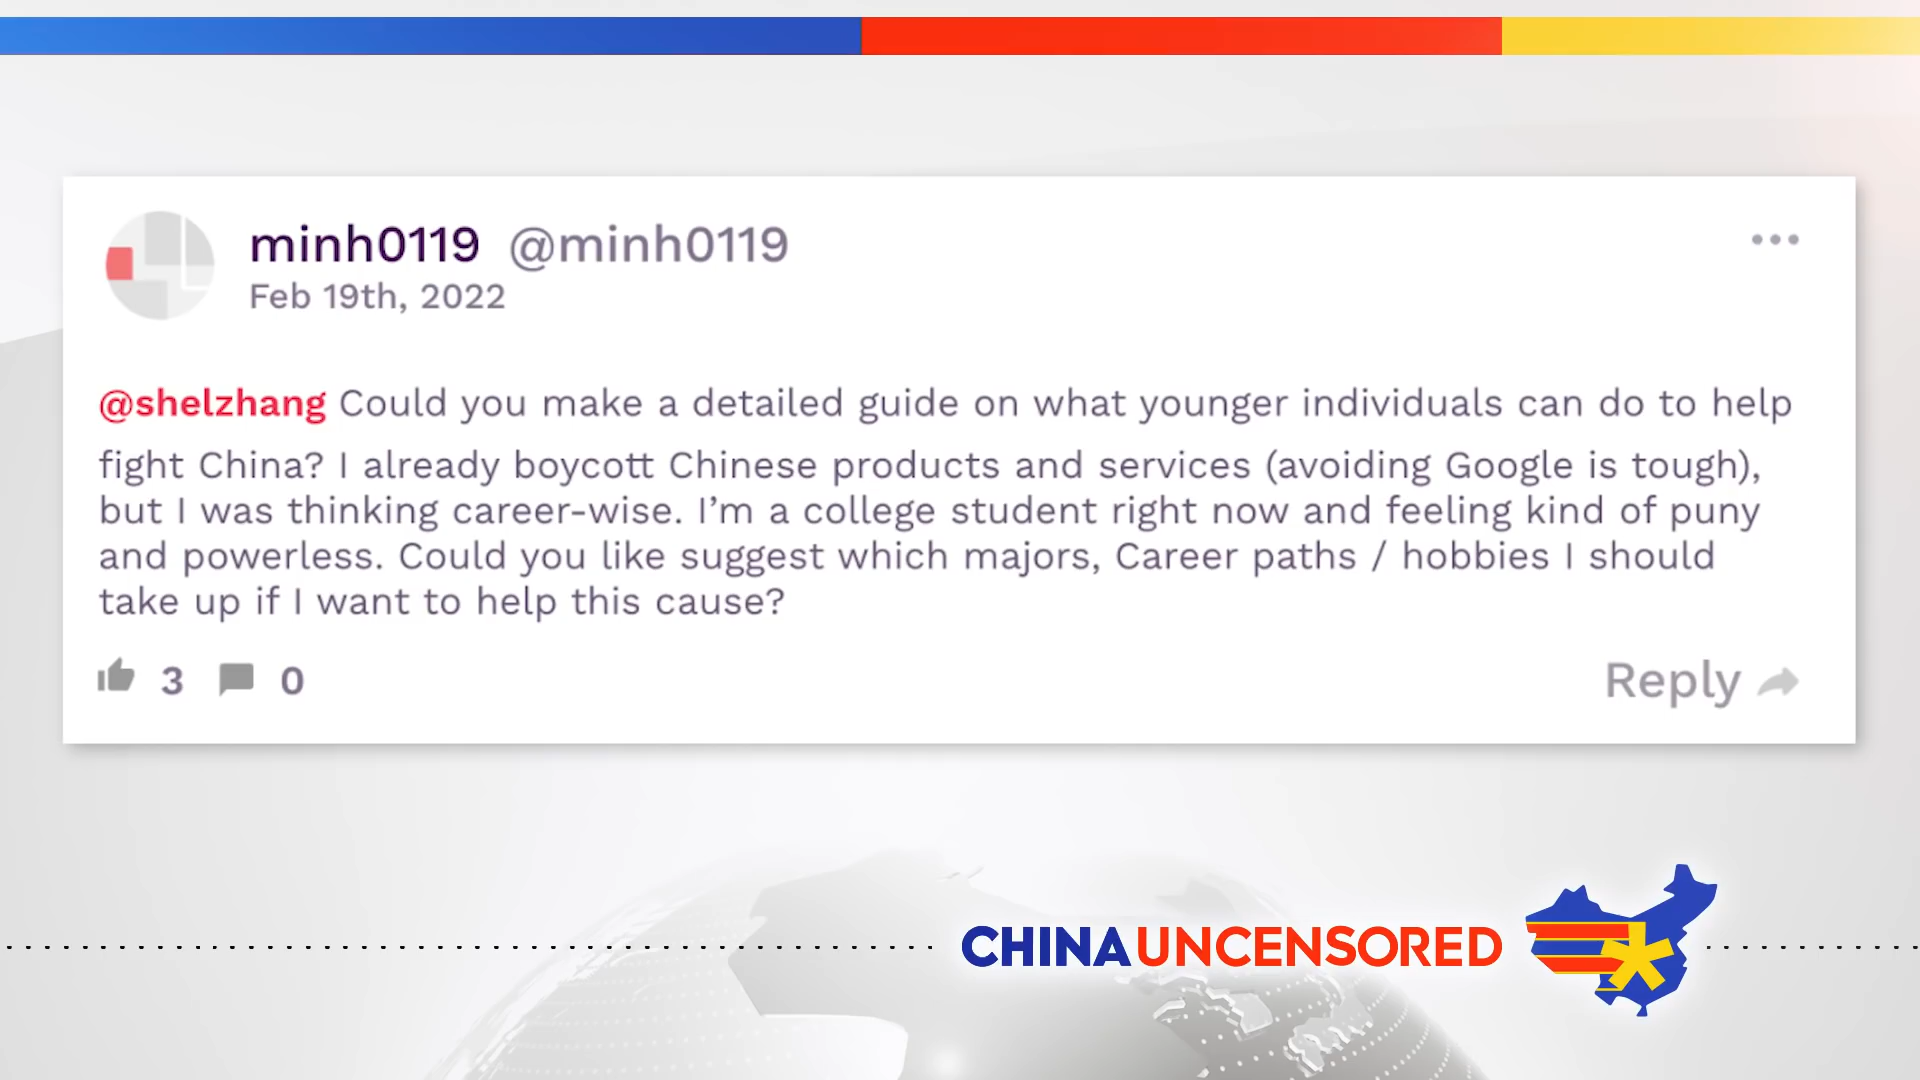 minh0119 @minh0119
Feb 19th, 2022
@shelzhang Could you make a detailed guide on what younger individuals can do to help
fight China? I already boycott Chinese products and services (avoiding Google is tough),
but I was thinking career-wise. I’m a college student right now and feeling kind of puny
and powerless. Could you like suggest which majors, Career paths / hobbies I should
take up if I want to help this cause?
3 0 Reply
CHINA UNCENSORED